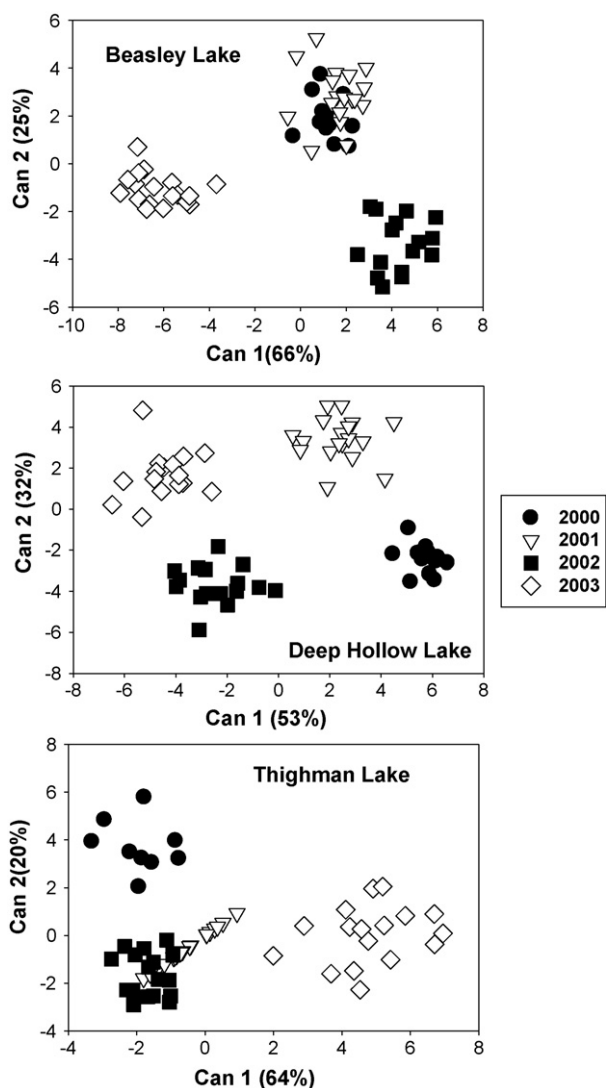 Beasley Lake
Can 2 (25%)
6
4
2
0
-2
-4
-6
-10 -8 -6 -4 -2 0 2 4 6 8
Can 1(66%)
Can 2 (32%)
6
4
2
0
-2
-4
-6
-8
Deep Hollow Lake
-8 -6 -4 -2 0 2 4 6 8
Can 1 (53%)
2000
2001
2002
2003
Thighman Lake
Can 2(20%)
8
6
4
2
0
-2
-4
-4 -2 0 2 4 6 8
Can 1 (64%)